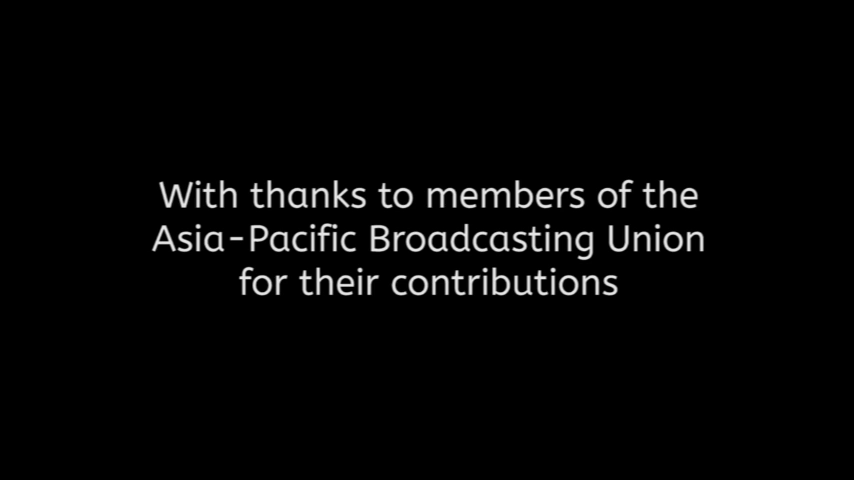 With thanks to members of the
Asia-Pacific Broadcasting Union
for their contributions